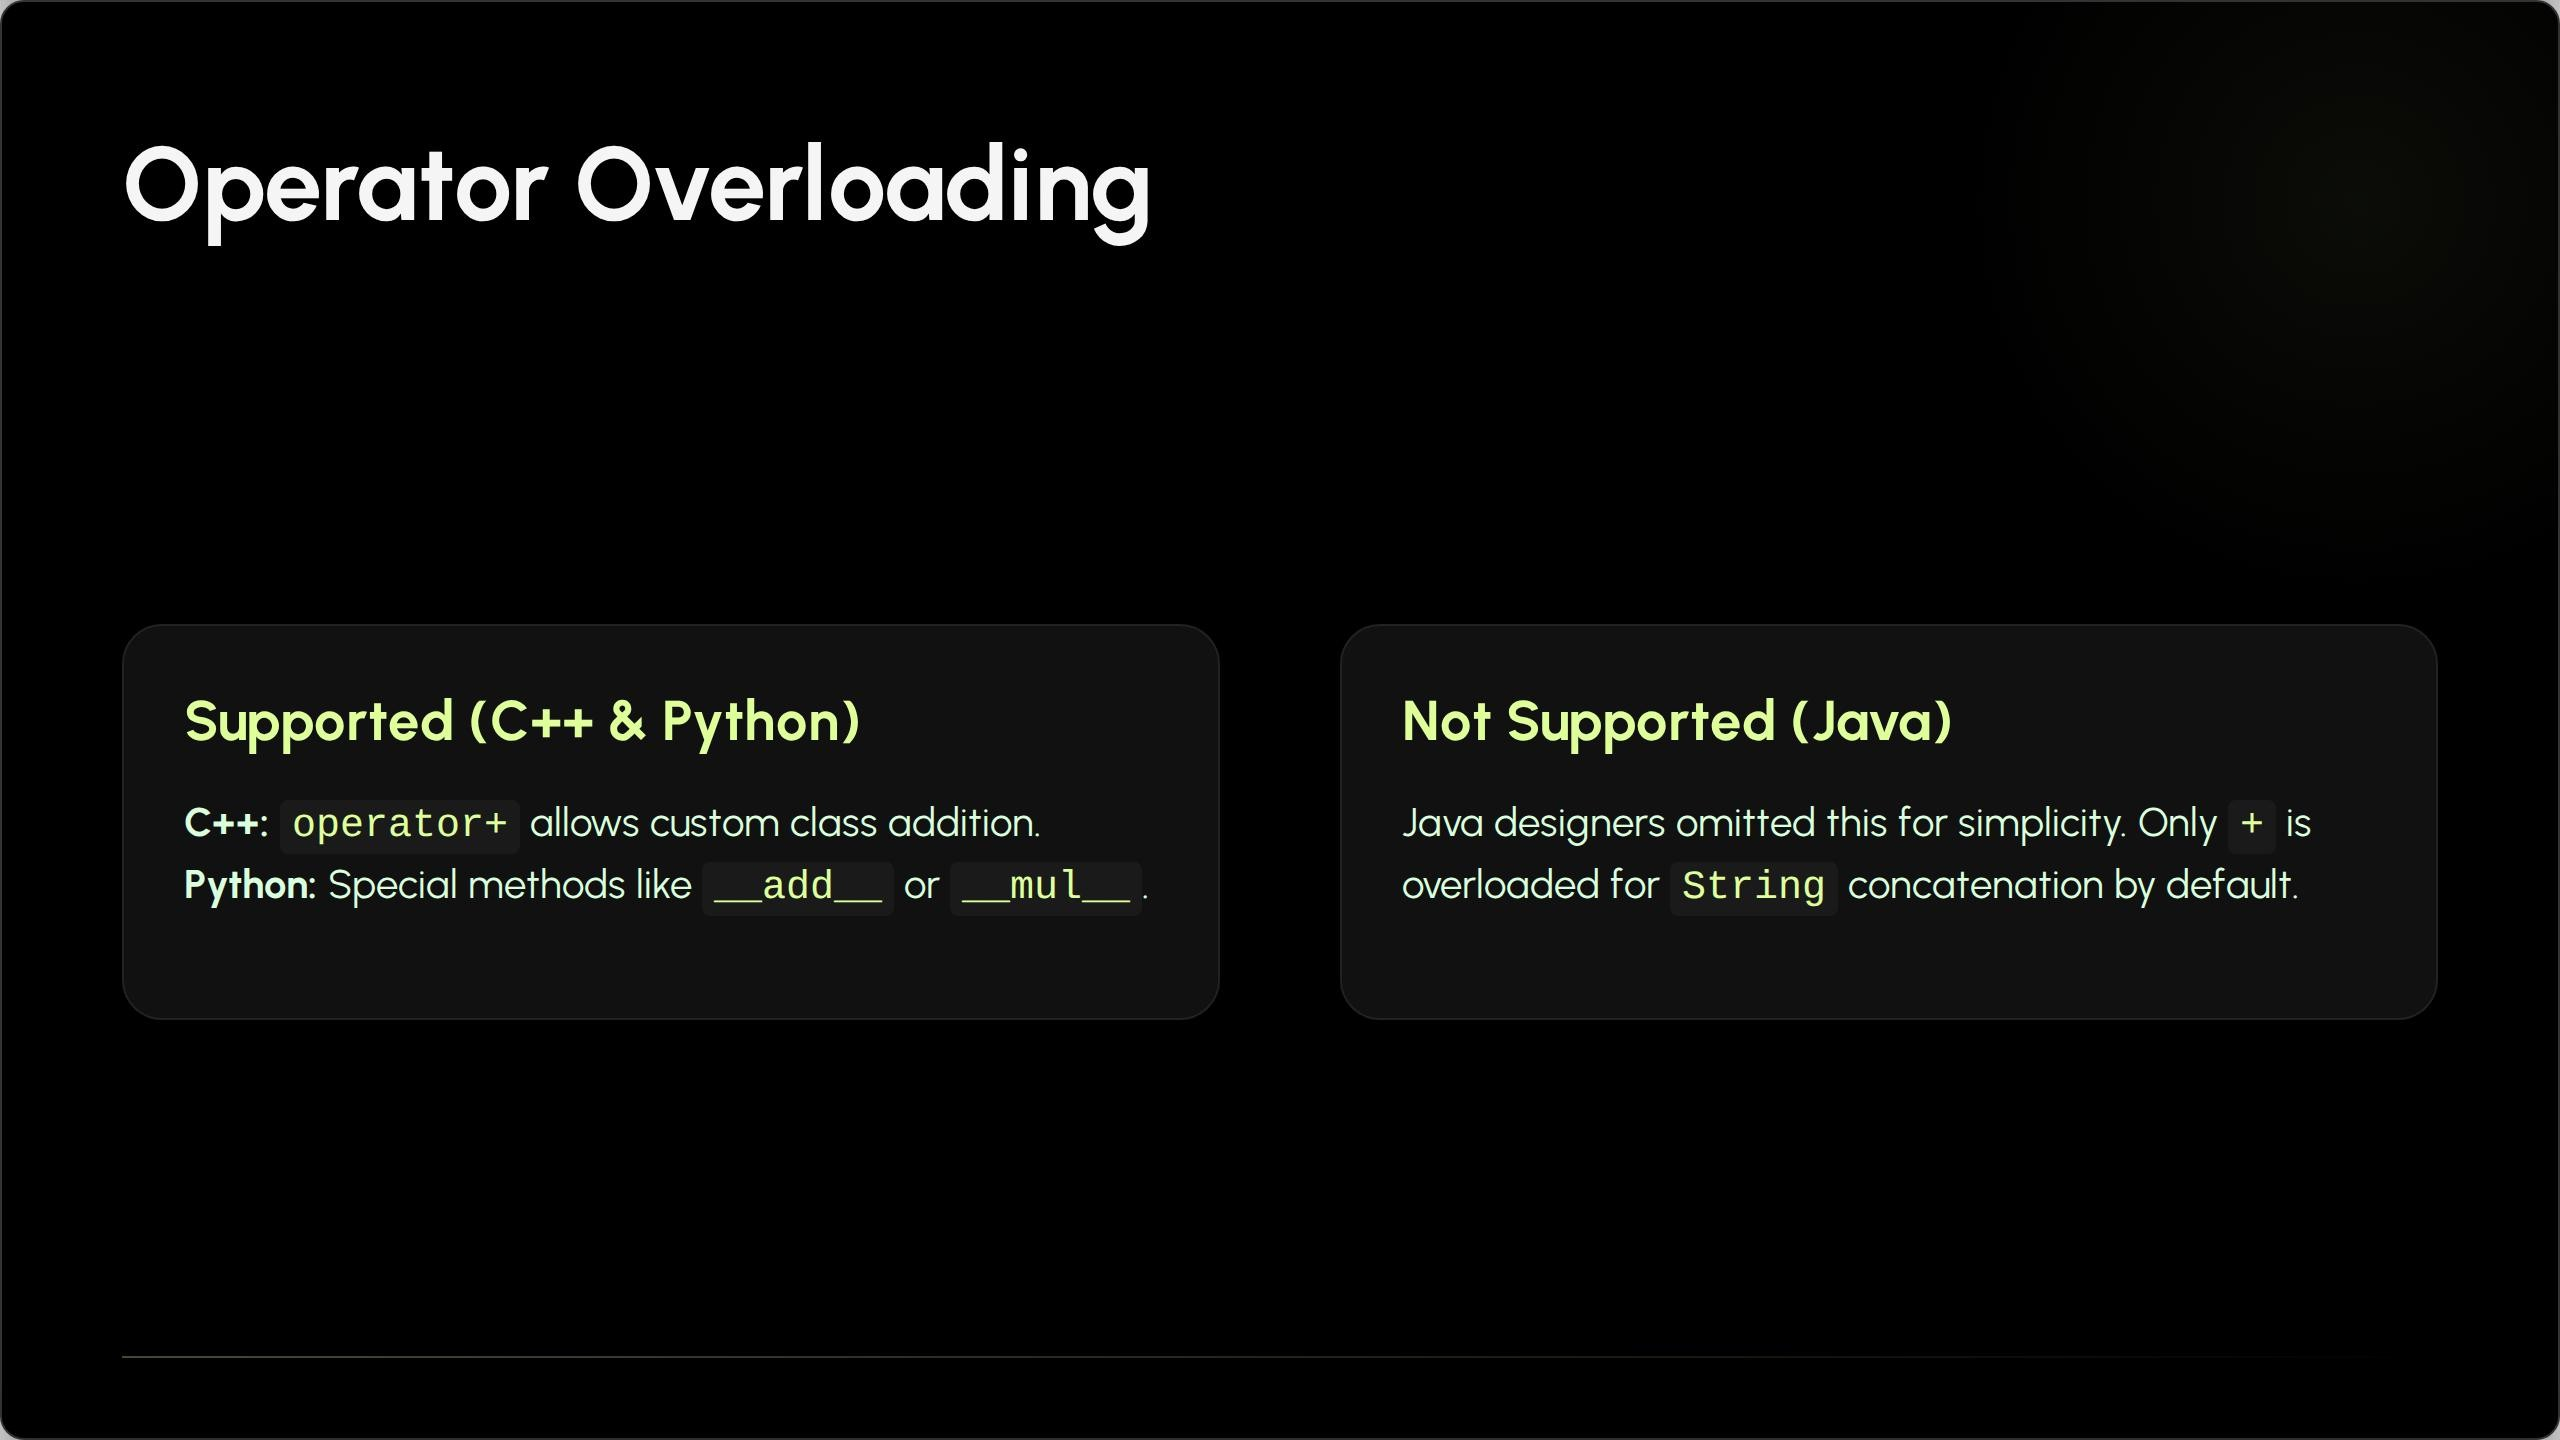 Operator Overloading
Supported (C++ & Python)
C++: operator+ allows custom class addition.
Python: Special methods like __add__ or __mul__.
Not Supported (Java)
Java designers omitted this for simplicity. Only + is
overloaded for String concatenation by default.